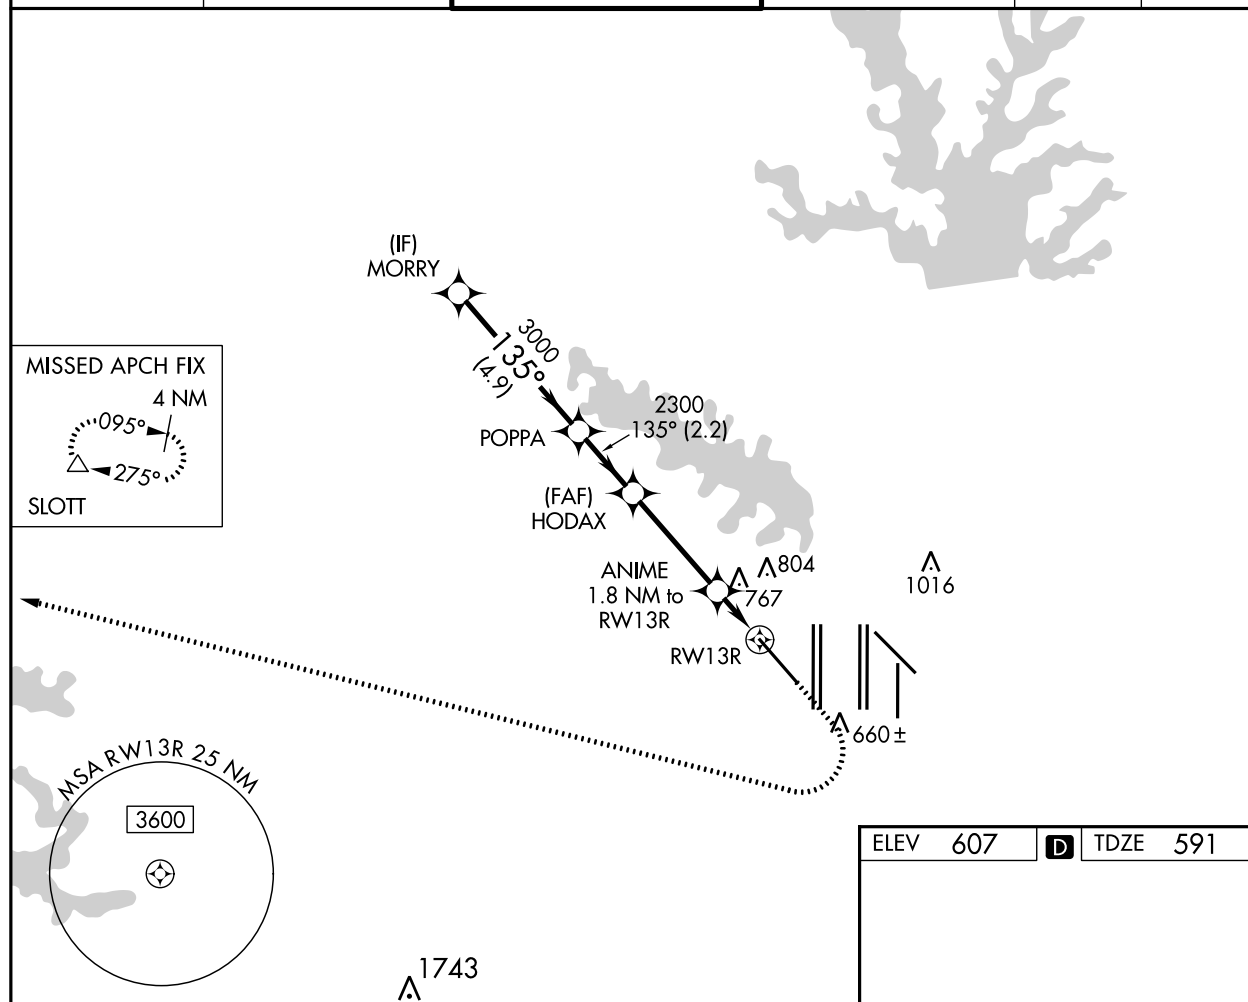 (IF)
MORRY
3000
135°
(4.9)
MISSED APCH FIX
4 NM
095°
275°
SLOTT
POPPA
2300
135° (2.2)
(FAF)
HODAX
ANIME
1.8 NM to
RW13R
804
767
1016
RW13R
660±
MSA RW13R 25 NM
3600
ELEV 607
D
TDZE 591
1743